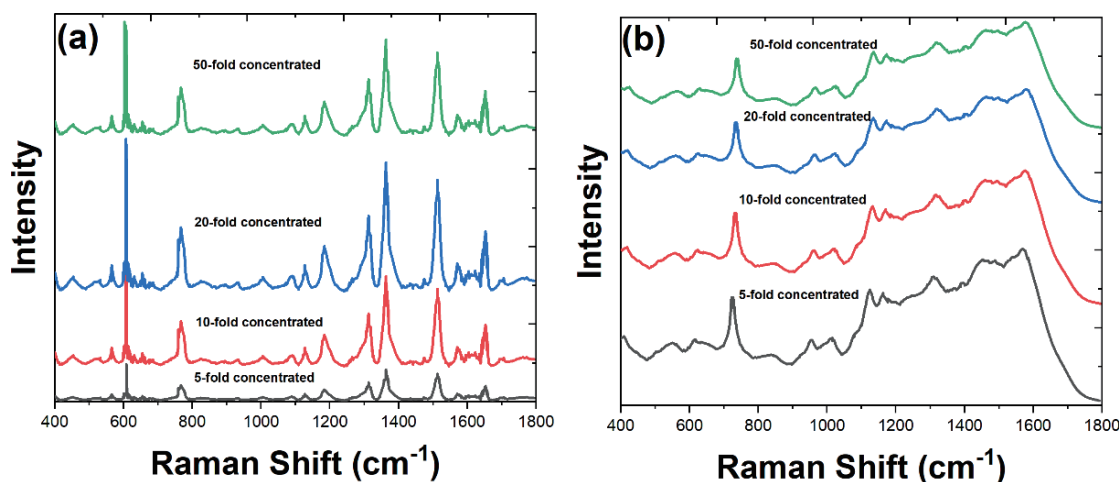 (a)
50-fold concentrated
20-fold concentrated
10-fold concentrated
5-fold concentrated
Intensity
400 600 800 1000 1200 1400 1600 1800
Raman Shift (cm⁻¹)
(b)
50-fold concentrated
20-fold concentrated
10-fold concentrated
5-fold concentrated
Intensity
400 600 800 1000 1200 1400 1600 1800
Raman Shift (cm⁻¹)